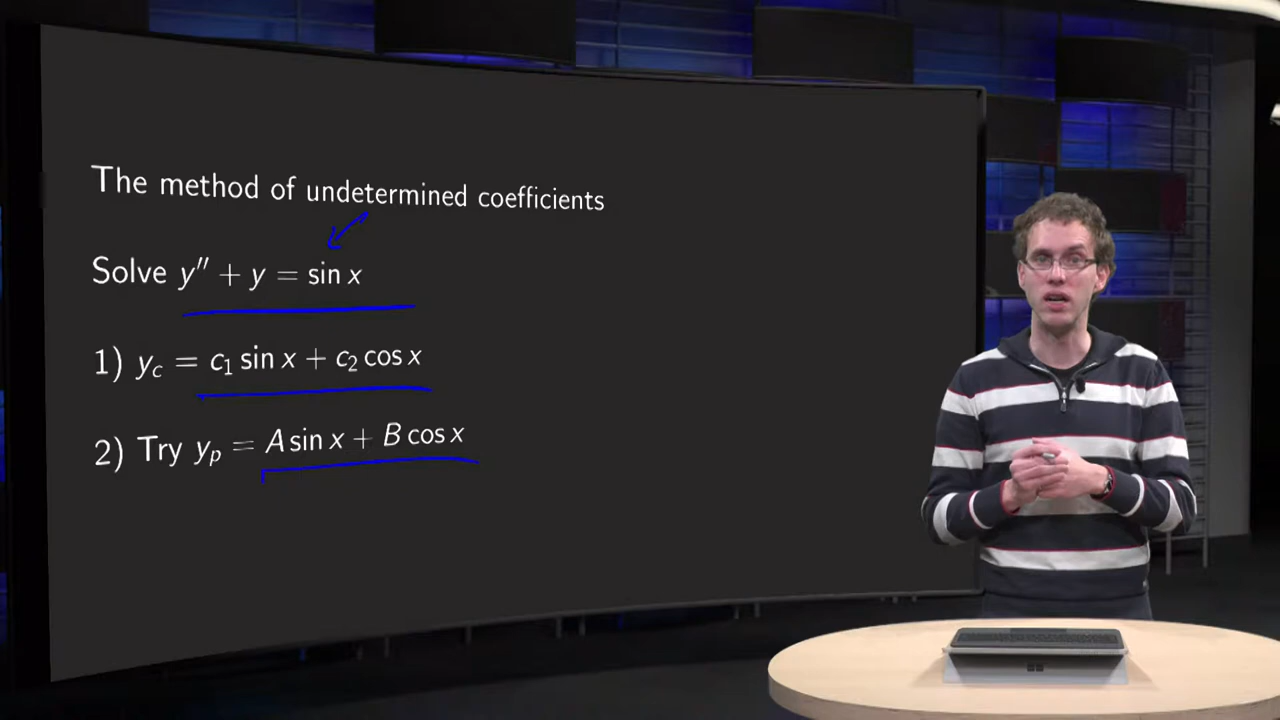 The method of undetermined coefficients
Solve y″ + y = sin x
1) y_c = c_1 sin x + c_2 cos x
2) Try y_p = A sin x + B cos x